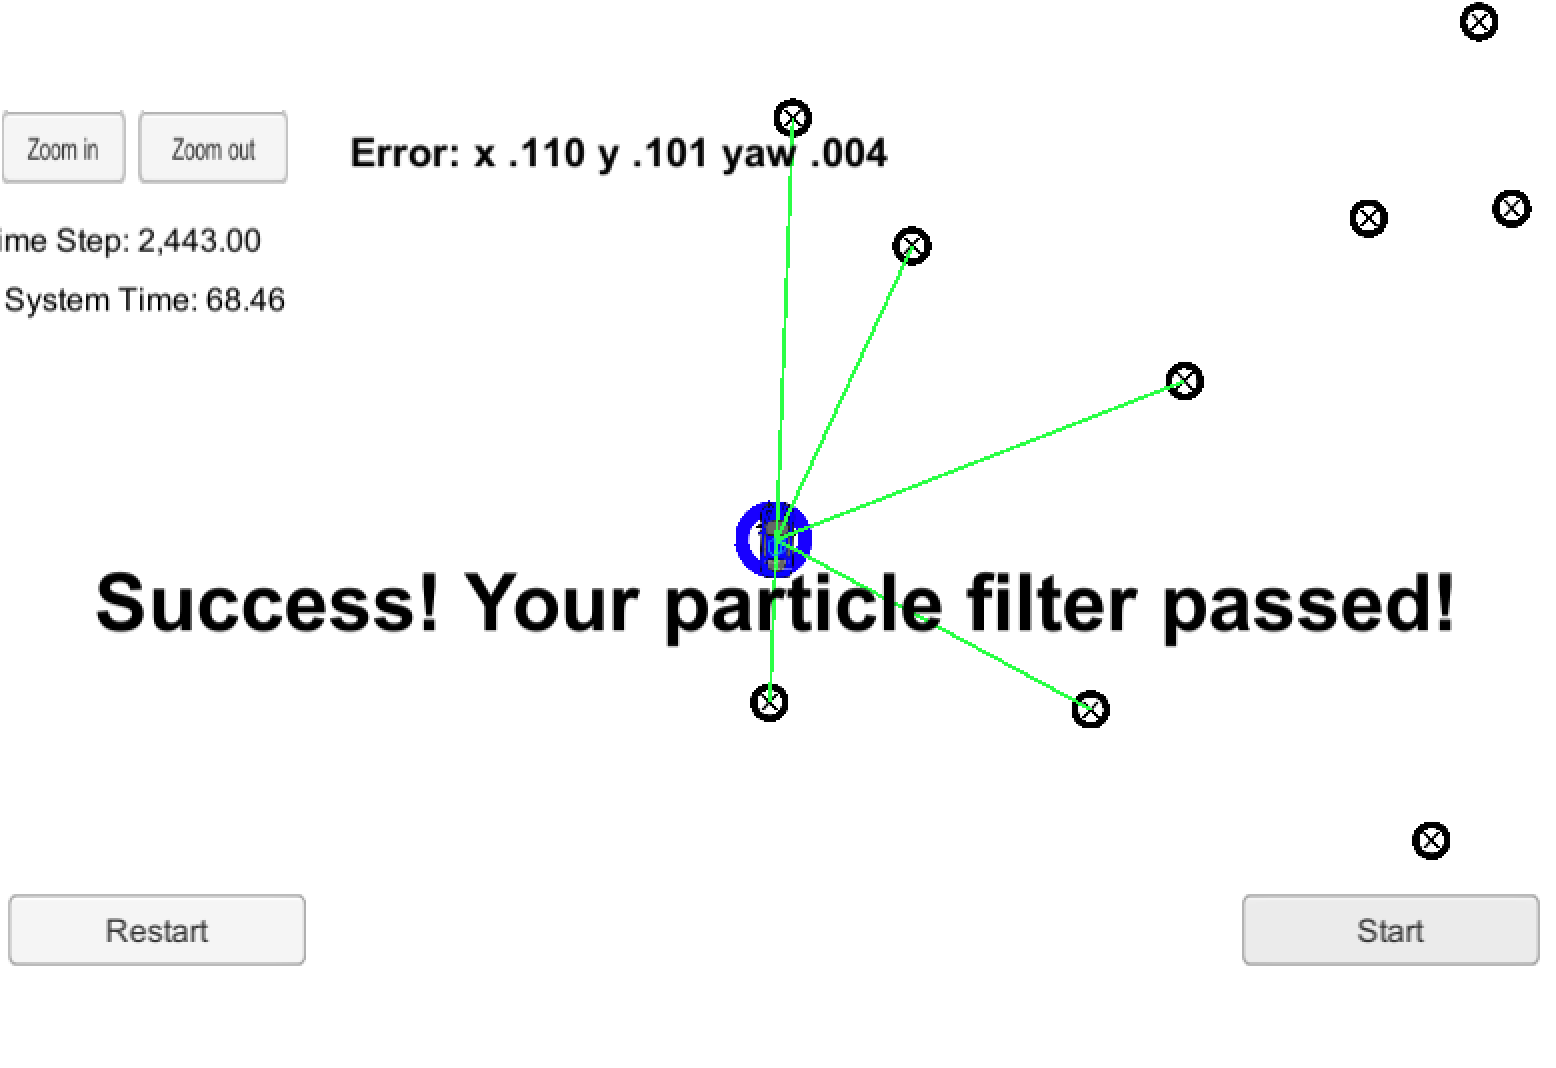 Zoom in
Zoom out
Error: x .110 y .101 yaw .004
ime Step: 2,443.00
System Time: 68.46
Success! Your particle filter passed!
Restart
Start